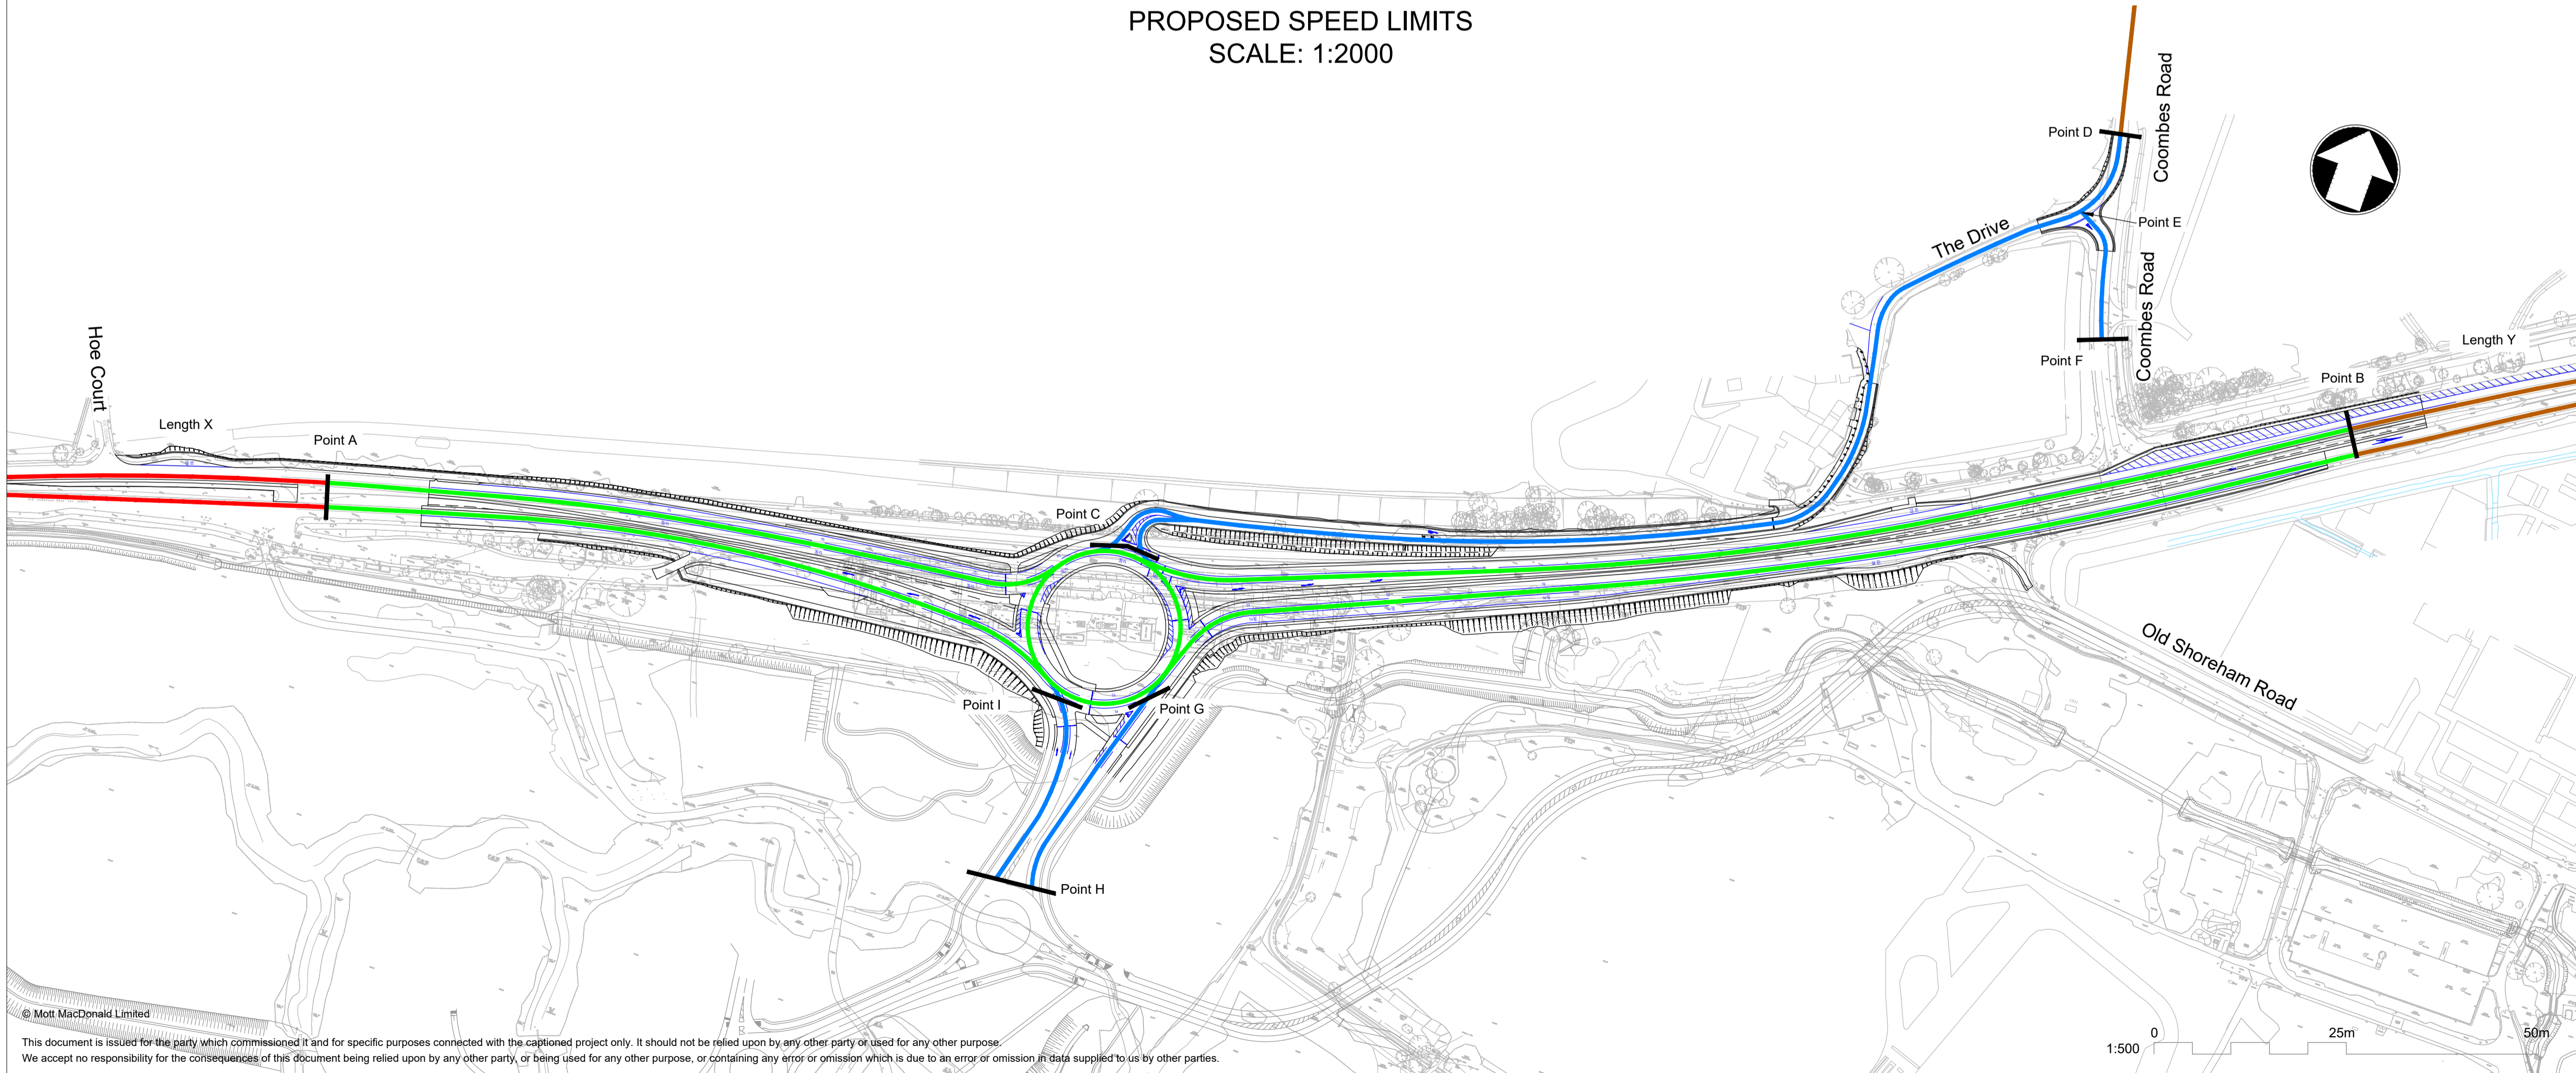 PROPOSED SPEED LIMITS
SCALE: 1:2000
Coombes Road
Point D
Point E
The Drive
Coombes Road
Point F
Length Y
Point B
Hoe Court
Length X
Point A
Point C
Old Shoreham Road
Point I
Point G
Point H
© Mott MacDonald Limited
This document is issued for the party which commissioned it and for specific purposes connected with the captioned project only. It should not be relied upon by any other party or used for any other purpose.
We accept no responsibility for the consequences of this document being relied upon by any other party, or being used for any other purpose, or containing any error or omission which is due to an error or omission in data supplied to us by other parties.
0 25m 50m
1:500